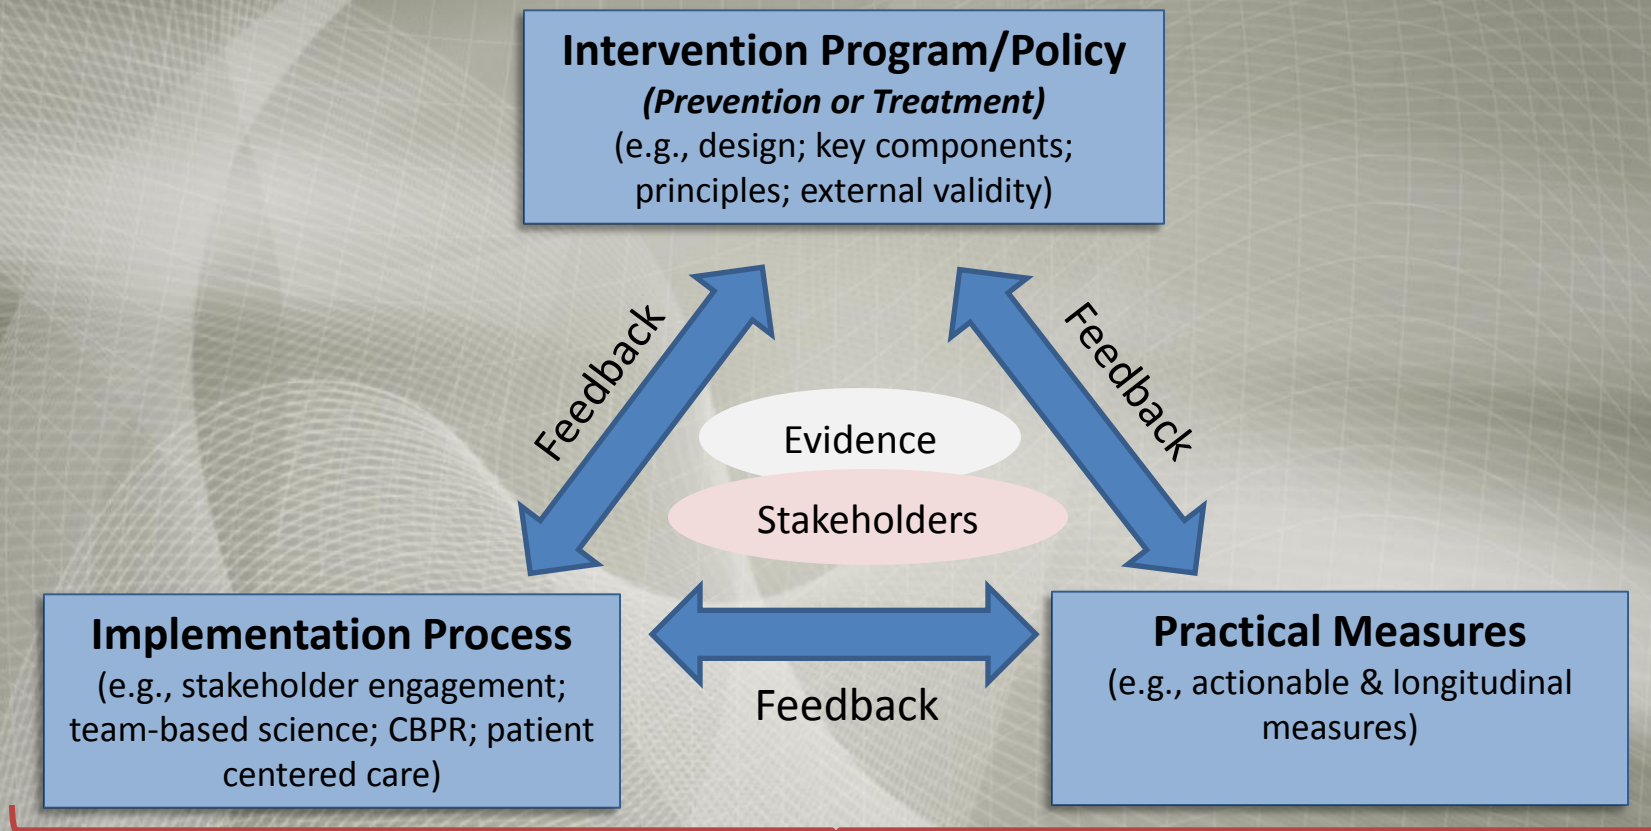 Intervention Program/Policy
(Prevention or Treatment)
(e.g., design; key components;
principles; external validity)
Feedback
Feedback
Evidence
Stakeholders
Implementation Process
(e.g., stakeholder engagement;
team-based science; CBPR; patient
centered care)
Feedback
Practical Measures
(e.g., actionable & longitudinal
measures)